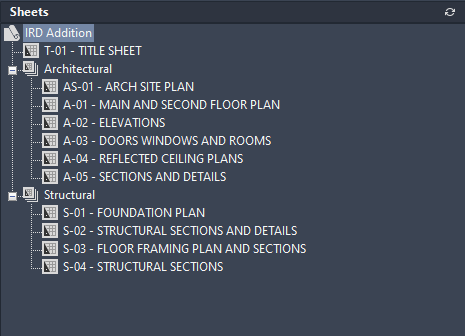 Sheets
IRD Addition
T-01 - TITLE SHEET
Architectural
AS-01 - ARCH SITE PLAN
A-01 - MAIN AND SECOND FLOOR PLAN
A-02 - ELEVATIONS
A-03 - DOORS WINDOWS AND ROOMS
A-04 - REFLECTED CEILING PLANS
A-05 - SECTIONS AND DETAILS
Structural
S-01 - FOUNDATION PLAN
S-02 - STRUCTURAL SECTIONS AND DETAILS
S-03 - FLOOR FRAMING PLAN AND SECTIONS
S-04 - STRUCTURAL SECTIONS